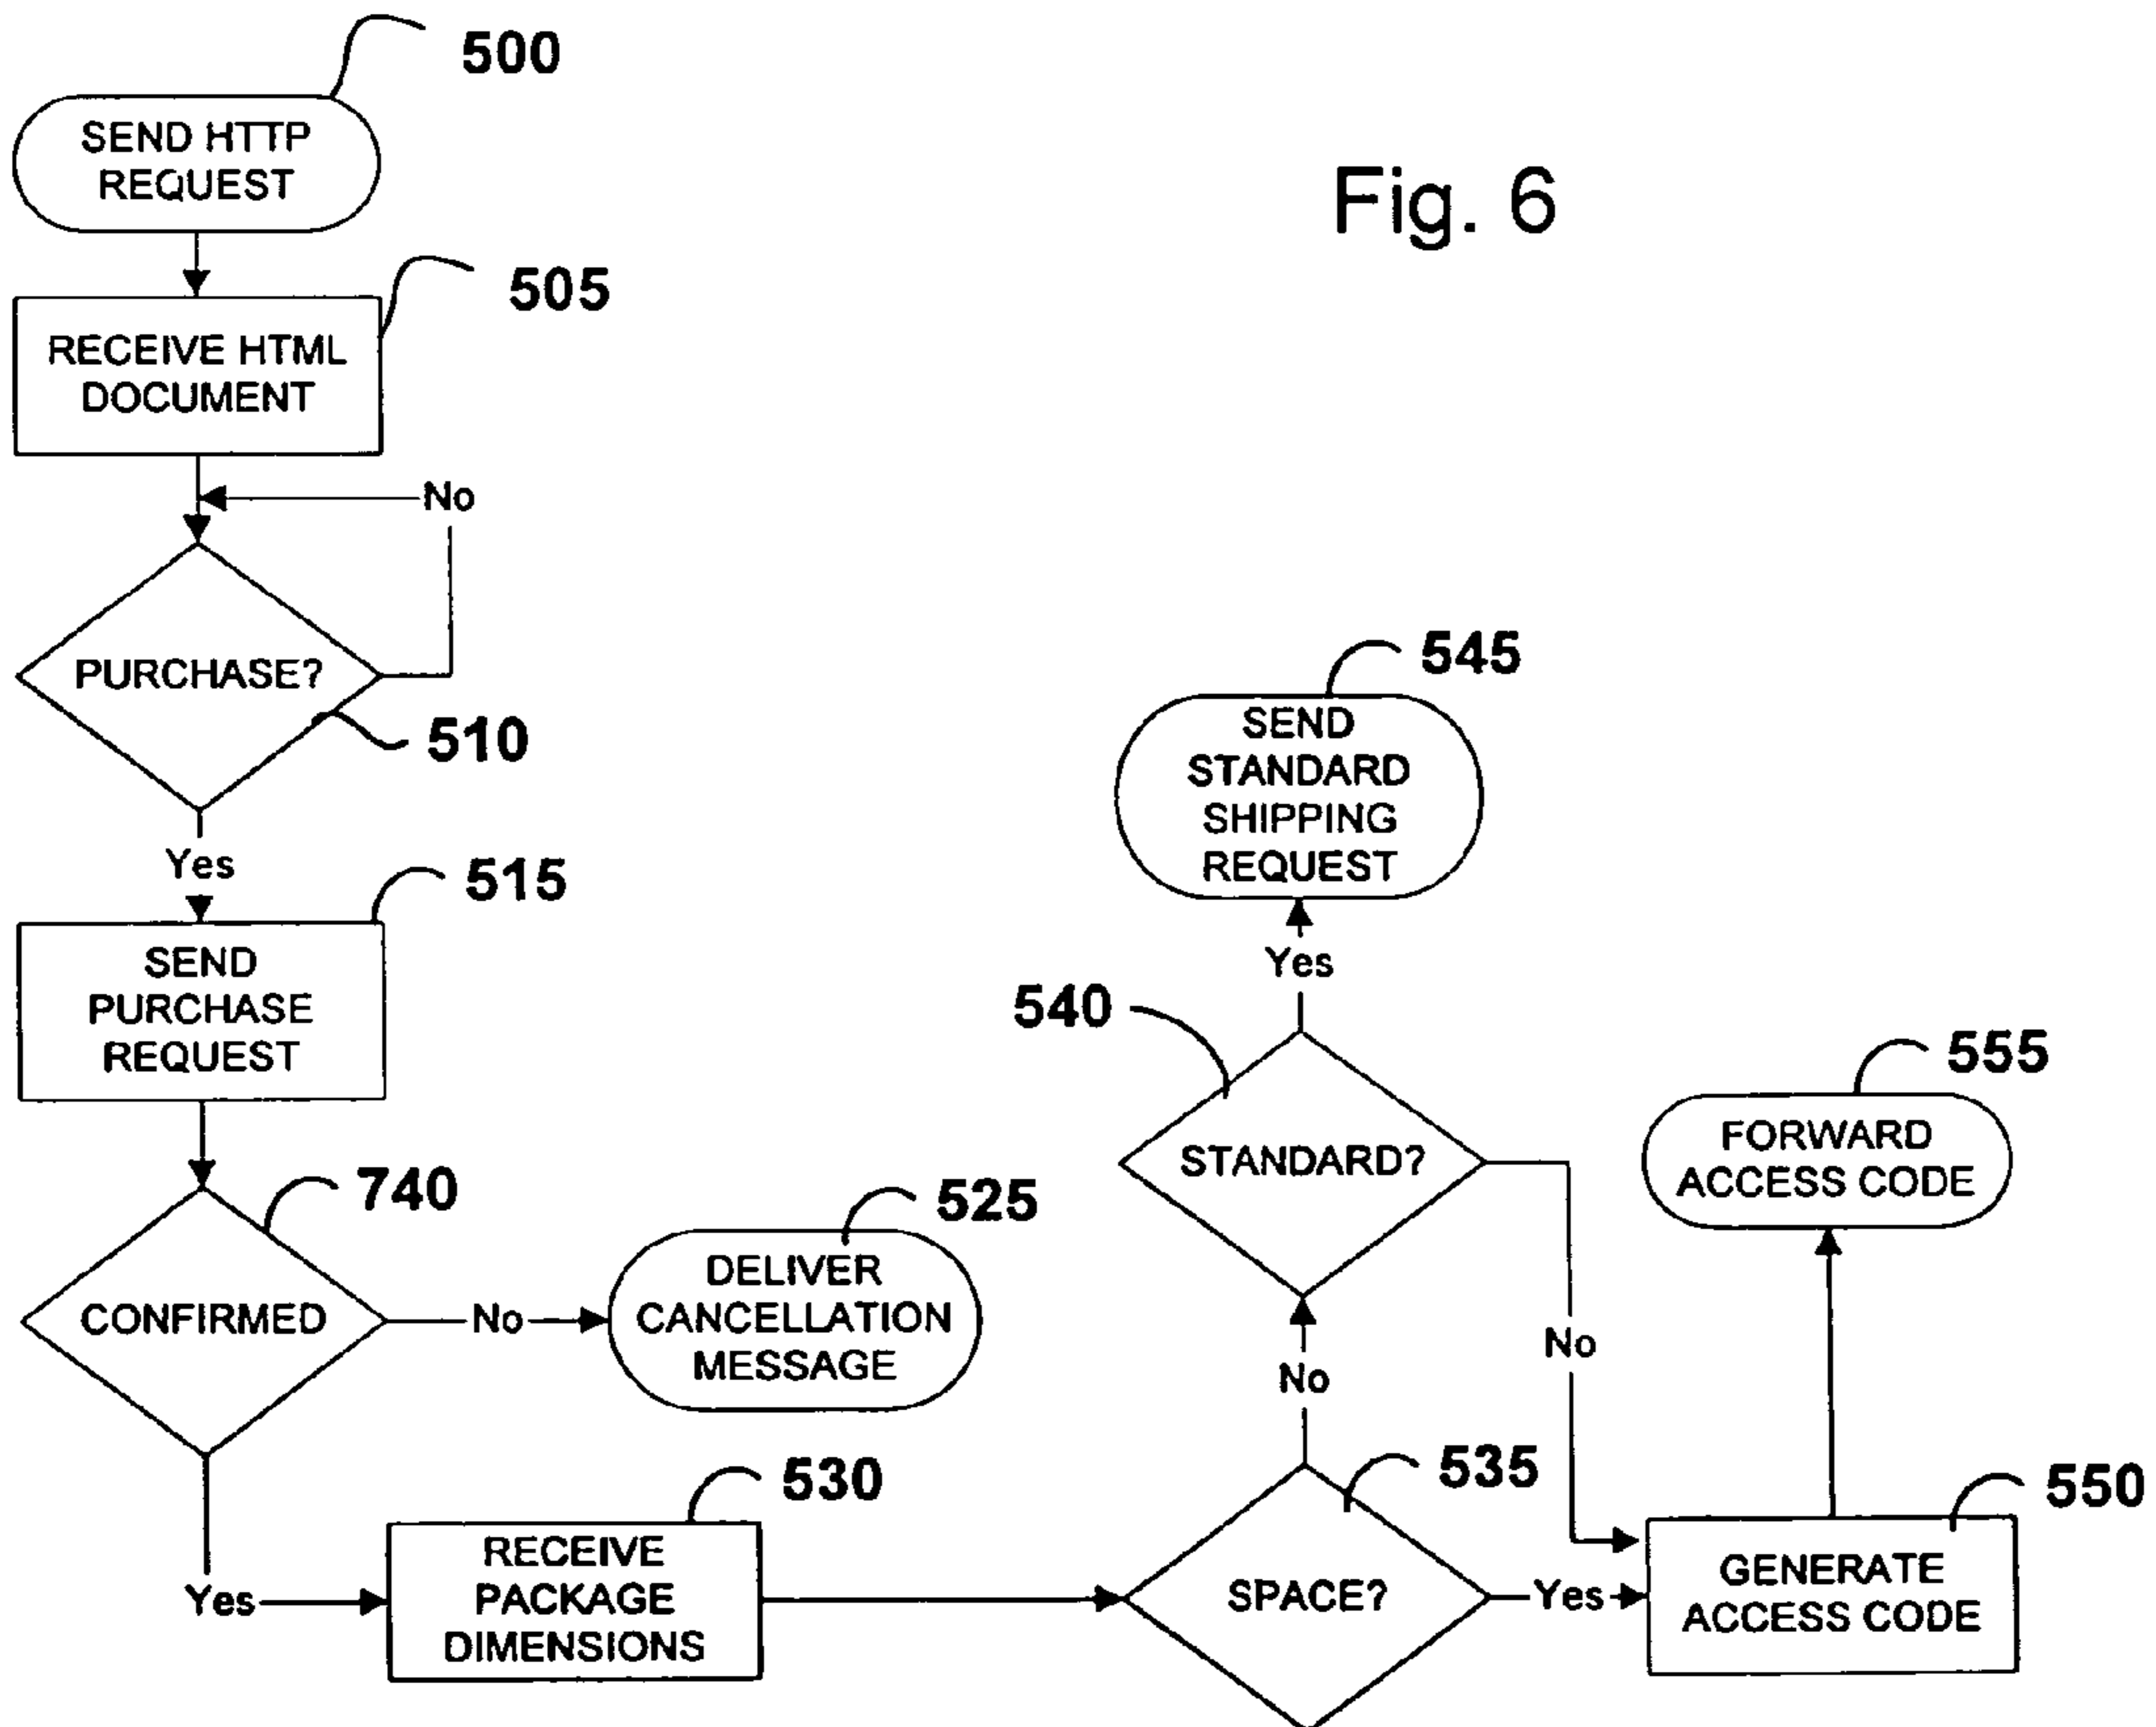 500
SEND HTTP
REQUEST
Fig. 6
505
RECEIVE HTML
DOCUMENT
No
PURCHASE?
510
Yes
515
SEND
PURCHASE
REQUEST
740
CONFIRMED
No
525
DELIVER
CANCELLATION
MESSAGE
Yes
530
RECEIVE
PACKAGE
DIMENSIONS
535
SPACE?
No
540
STANDARD?
Yes
545
SEND
STANDARD
SHIPPING
REQUEST
No
Yes
550
GENERATE
ACCESS CODE
555
FORWARD
ACCESS CODE